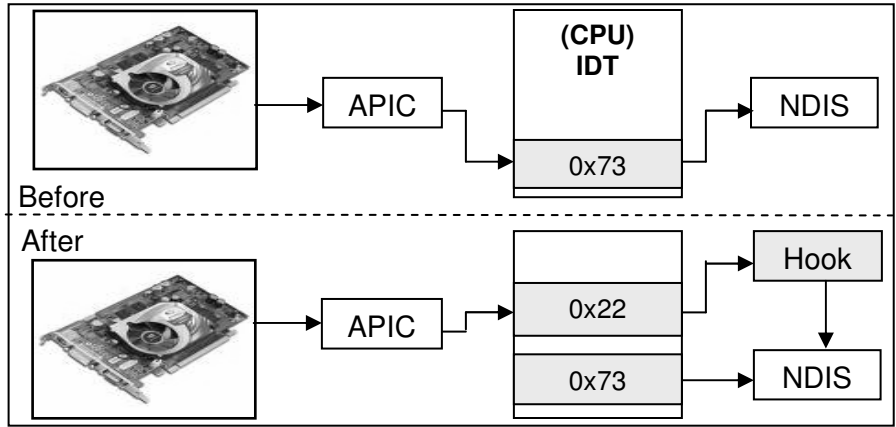 (CPU)
IDT
APIC
NDIS
0x73
Before
After
Hook
0x22
APIC
0x73
NDIS